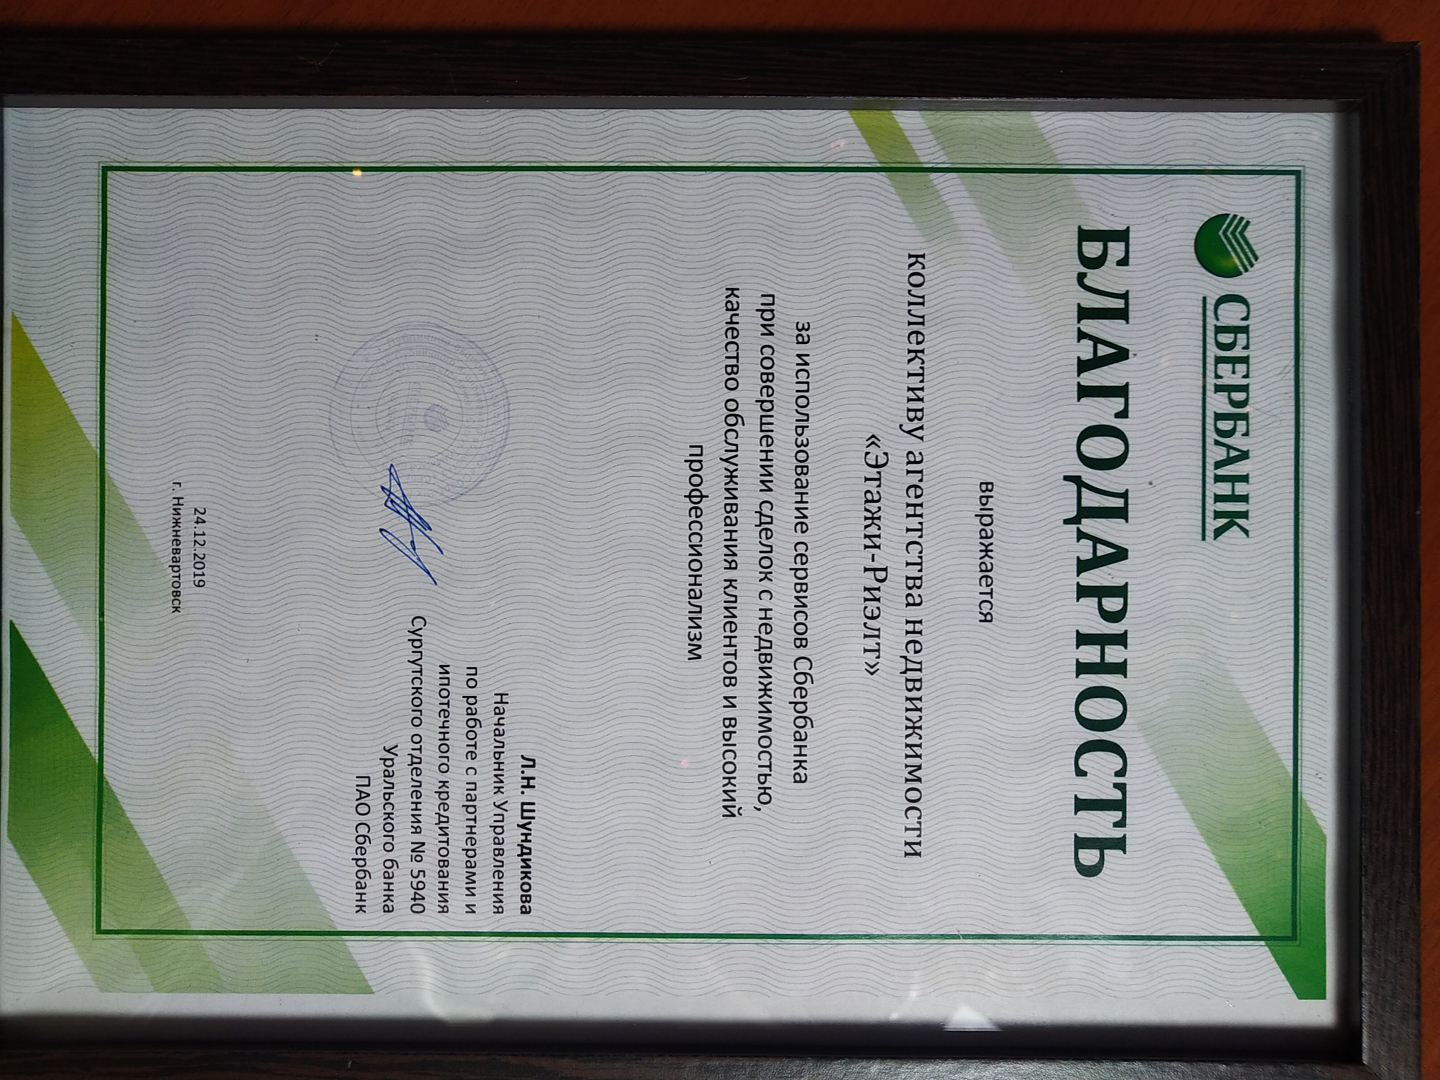 СБЕРБАНК
БЛАГОДАРНОСТЬ
выражается
коллективу агентства недвижимости
«Этажи-Риэлт»
за использование сервисов Сбербанка
при совершении сделок с недвижимостью,
качество обслуживания клиентов и высокий
профессионализм
Л.Н. Шундикова
Начальник Управления
по работе с партнерами и
ипотечного кредитования
Сургутского отделения № 5940
Уральского банка
ПАО Сбербанк
24.12.2019
г. Нижневартовск